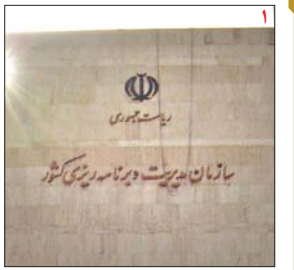 ۱
ریاست جمهوری
سازمان مدیریت و برنامه ریزی کشور